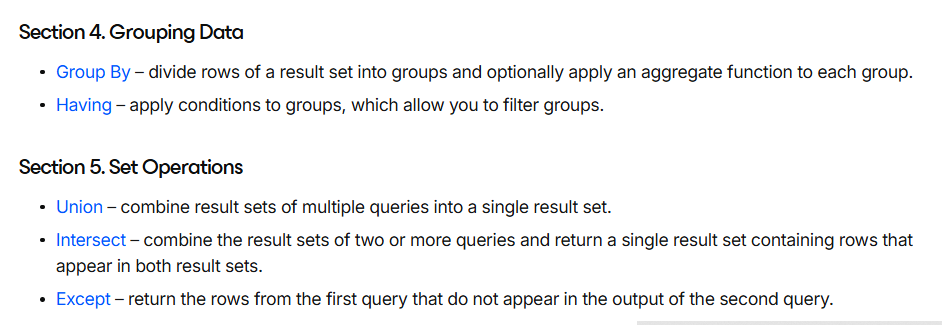 Section 4. Grouping Data
• Group By – divide rows of a result set into groups and optionally apply an aggregate function to each group.
• Having – apply conditions to groups, which allow you to filter groups.
Section 5. Set Operations
• Union – combine result sets of multiple queries into a single result set.
• Intersect – combine the result sets of two or more queries and return a single result set containing rows that
appear in both result sets.
• Except – return the rows from the first query that do not appear in the output of the second query.